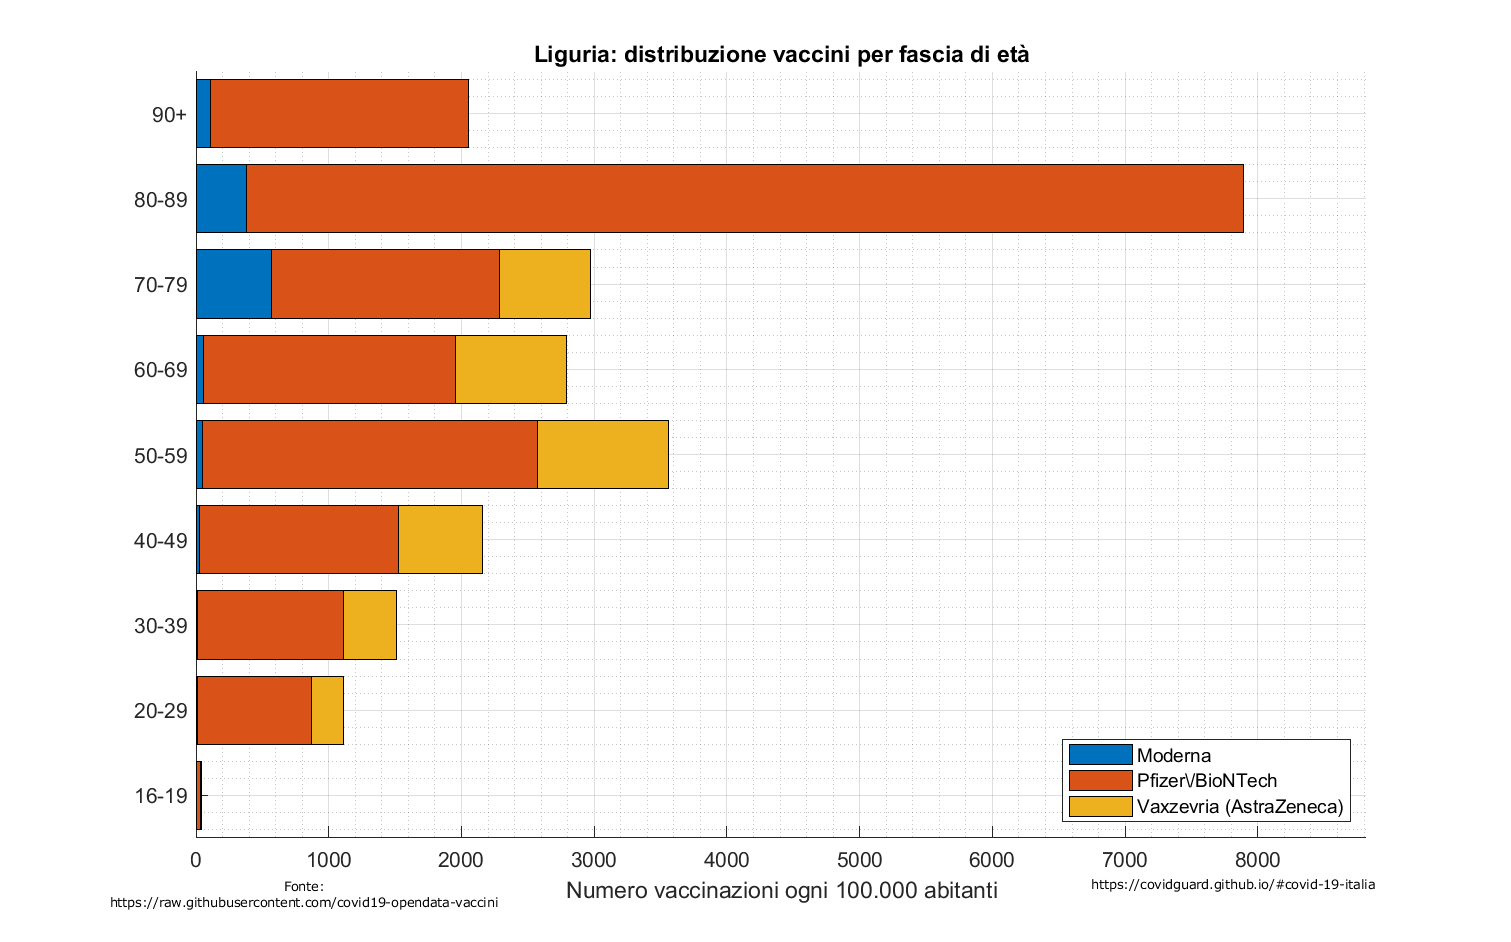 Liguria: distribuzione vaccini per fascia di età
90+
80-89
70-79
60-69
50-59
40-49
30-39
20-29
16-19
Moderna
Pfizer\/BioNTech
Vaxzevria (AstraZeneca)
0 1000 2000 3000 4000 5000 6000 7000 8000
Numero vaccinazioni ogni 100.000 abitanti
Fonte:
https://raw.githubusercontent.com/covid19-opendata-vaccini
https://covidguard.github.io/#covid-19-italia